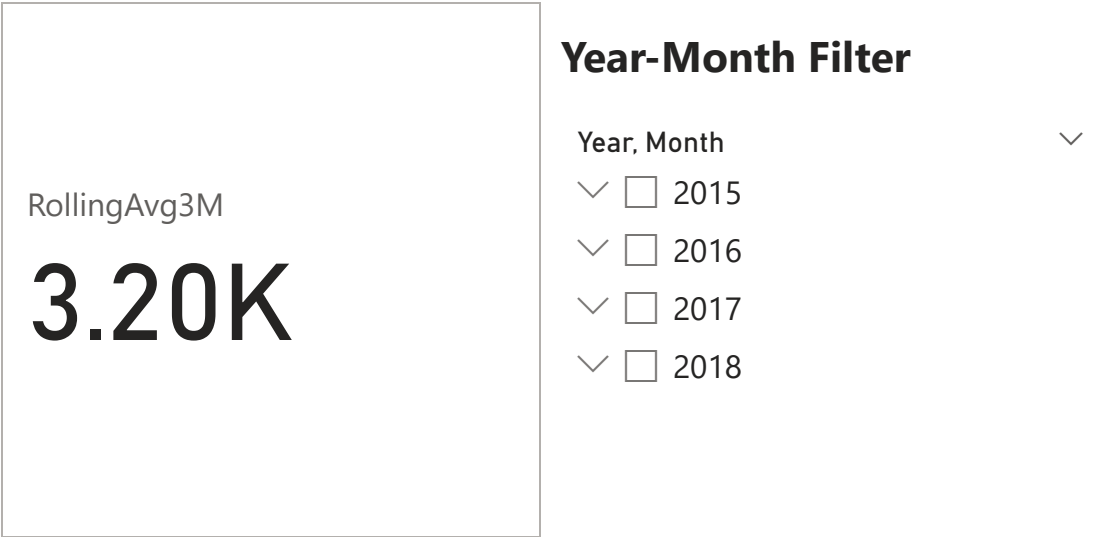 RollingAvg3M
3.20K
Year-Month Filter
Year, Month
2015
2016
2017
2018